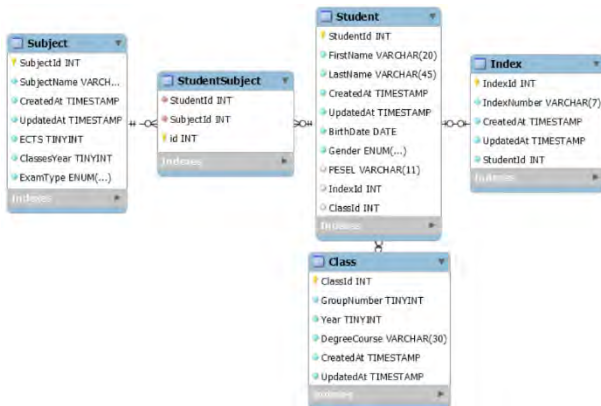 Subject
SubjectId INT
SubjectName VARCH...
CreatedAt TIMESTAMP
UpdatedAt TIMESTAMP
ECTS TINYINT
ClassesYear TINYINT
ExamType ENUM(...)
Indexes
StudentSubject
StudentId INT
SubjectId INT
id INT
Indexes
Student
StudentId INT
FirstName VARCHAR(20)
LastName VARCHAR(45)
CreatedAt TIMESTAMP
UpdatedAt TIMESTAMP
BirthDate DATE
Gender ENUM(...)
PESEL VARCHAR(11)
IndexId INT
ClassId INT
Indexes
Index
IndexId INT
IndexNumber VARCHAR(7)
CreatedAt TIMESTAMP
UpdatedAt TIMESTAMP
StudentId INT
Indexes
Class
ClassId INT
GroupNumber TINYINT
Year TINYINT
DegreeCourse VARCHAR(30)
CreatedAt TIMESTAMP
UpdatedAt TIMESTAMP
Indexes